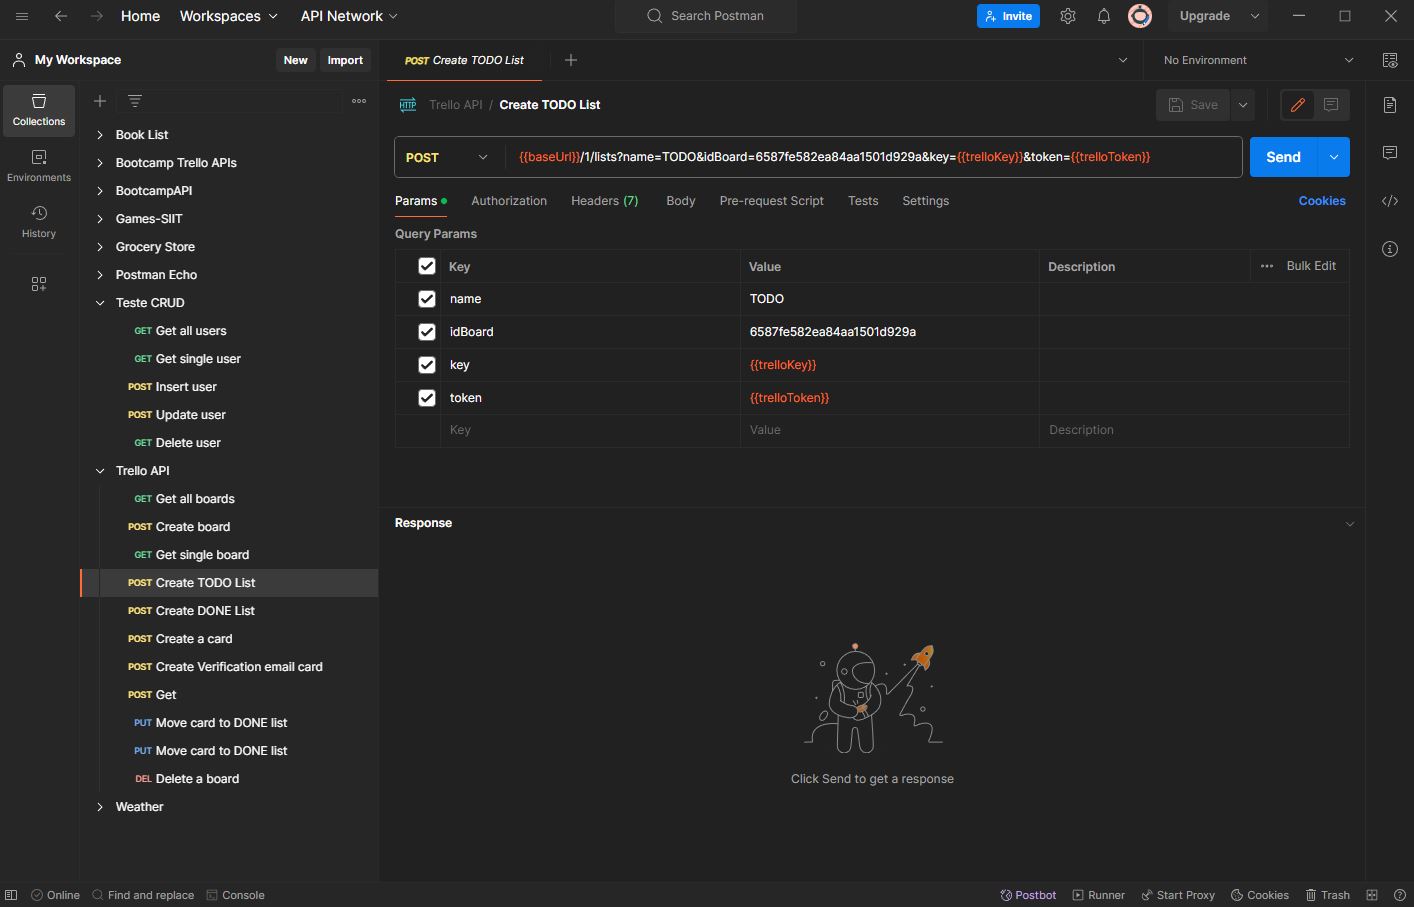 Home Workspaces API Network Search Postman Invite Upgrade
My Workspace New Import POST Create TODO List No Environment
Collections
Environments
History
Book List
Bootcamp Trello APIs
BootcampAPI
Games-SIIT
Grocery Store
Postman Echo
Teste CRUD
GET Get all users
GET Get single user
POST Insert user
POST Update user
GET Delete user
Trello API
GET Get all boards
POST Create board
GET Get single board
POST Create TODO List
POST Create DONE List
POST Create a card
POST Create Verification email card
POST Get
PUT Move card to DONE list
PUT Move card to DONE list
DEL Delete a board
Weather
HTTP Trello API / Create TODO List Save
POST {{baseUrl}}/1/lists?name=TODO&idBoard=6587fe582ea84aa1501d929a&key={{trelloKey}}&token={{trelloToken}} Send
Params Authorization Headers (7) Body Pre-request Script Tests Settings Cookies
Query Params
Key Value Description Bulk Edit
name TODO
idBoard 6587fe582ea84aa1501d929a
key {{trelloKey}}
token {{trelloToken}}
Key Value Description
Response
Click Send to get a response
Online Find and replace Console Postbot Runner Start Proxy Cookies Trash